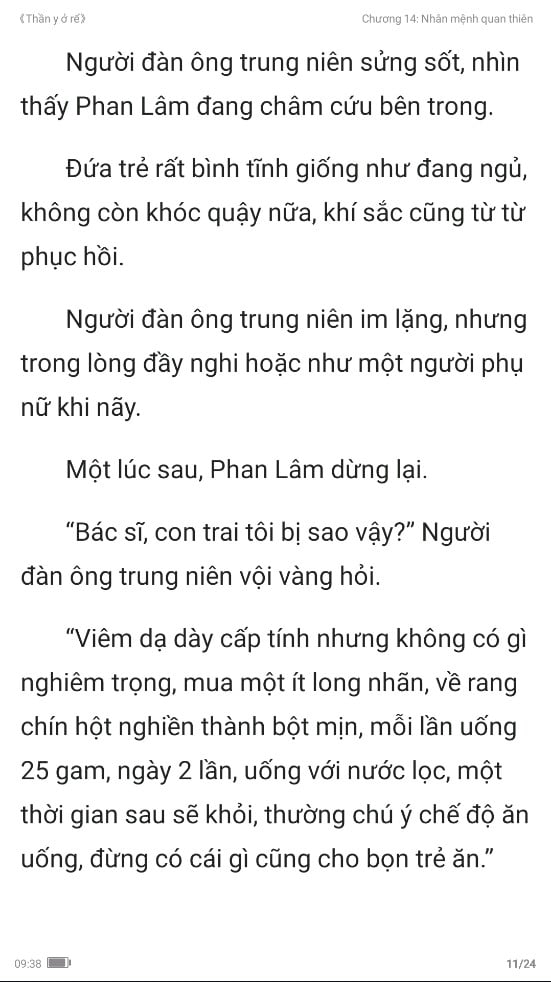 《Thần y ở rể》
Chương 14: Nhân mệnh quan thiên
Người đàn ông trung niên sửng sốt, nhìn
thấy Phan Lâm đang châm cứu bên trong.
Đứa trẻ rất bình tĩnh giống như đang ngủ,
không còn khóc quậy nữa, khí sắc cũng từ từ
phục hồi.
Người đàn ông trung niên im lặng, nhưng
trong lòng đầy nghi hoặc như một người phụ
nữ khi nãy.
Một lúc sau, Phan Lâm dừng lại.
“Bác sĩ, con trai tôi bị sao vậy?” Người
đàn ông trung niên vội vàng hỏi.
“Viêm dạ dày cấp tính nhưng không có gì
nghiêm trọng, mua một ít long nhãn, về rang
chín hột nghiền thành bột mịn, mỗi lần uống
25 gam, ngày 2 lần, uống với nước lọc, một
thời gian sau sẽ khỏi, thường chú ý chế độ ăn
uống, đừng có cái gì cũng cho bọn trẻ ăn.”
09:38
11/24